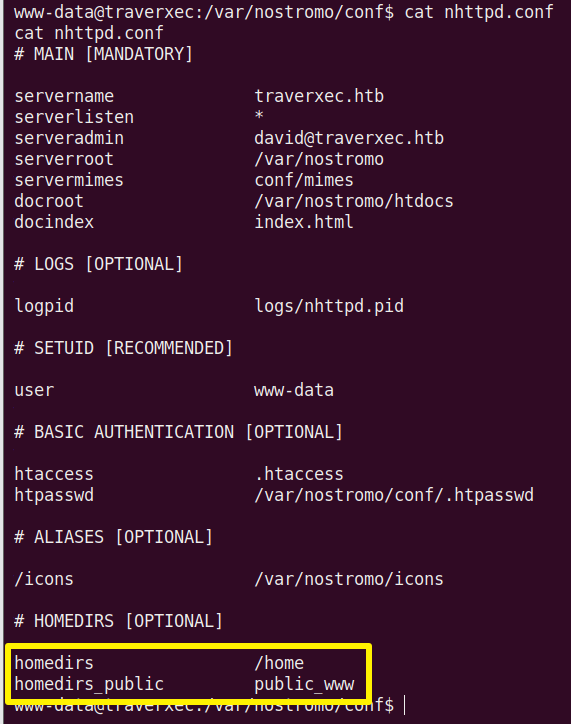 www-data@traverxec:/var/nostromo/conf$ cat nhttpd.conf
cat nhttpd.conf
# MAIN [MANDATORY]
servername traverxec.htb
serverlisten *
serveradmin david@traverxec.htb
serverroot /var/nostromo
servermimes conf/mimes
docroot /var/nostromo/htdocs
docindex index.html
# LOGS [OPTIONAL]
logpid logs/nhttpd.pid
# SETUID [RECOMMENDED]
user www-data
# BASIC AUTHENTICATION [OPTIONAL]
htaccess .htaccess
htpasswd /var/nostromo/conf/.htpasswd
# ALIASES [OPTIONAL]
/icons /var/nostromo/icons
# HOMEDIRS [OPTIONAL]
homedirs /home
homedirs_public public_www
www-data@traverxec:/var/nostromo/conf$